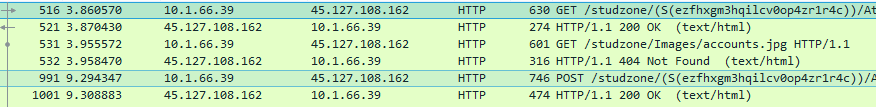 516 3.860570 10.1.66.39 45.127.108.162 HTTP 630 GET /studzone/(S(ezfhxgm3hqilcv0op4zr1r4c))/At
521 3.870430 45.127.108.162 10.1.66.39 HTTP 274 HTTP/1.1 200 OK (text/html)
531 3.955572 10.1.66.39 45.127.108.162 HTTP 601 GET /studzone/Images/accounts.jpg HTTP/1.1
532 3.958470 45.127.108.162 10.1.66.39 HTTP 316 HTTP/1.1 404 Not Found (text/html)
991 9.294347 10.1.66.39 45.127.108.162 HTTP 746 POST /studzone/(S(ezfhxgm3hqilcv0op4zr1r4c))/A
1001 9.308883 45.127.108.162 10.1.66.39 HTTP 474 HTTP/1.1 200 OK (text/html)